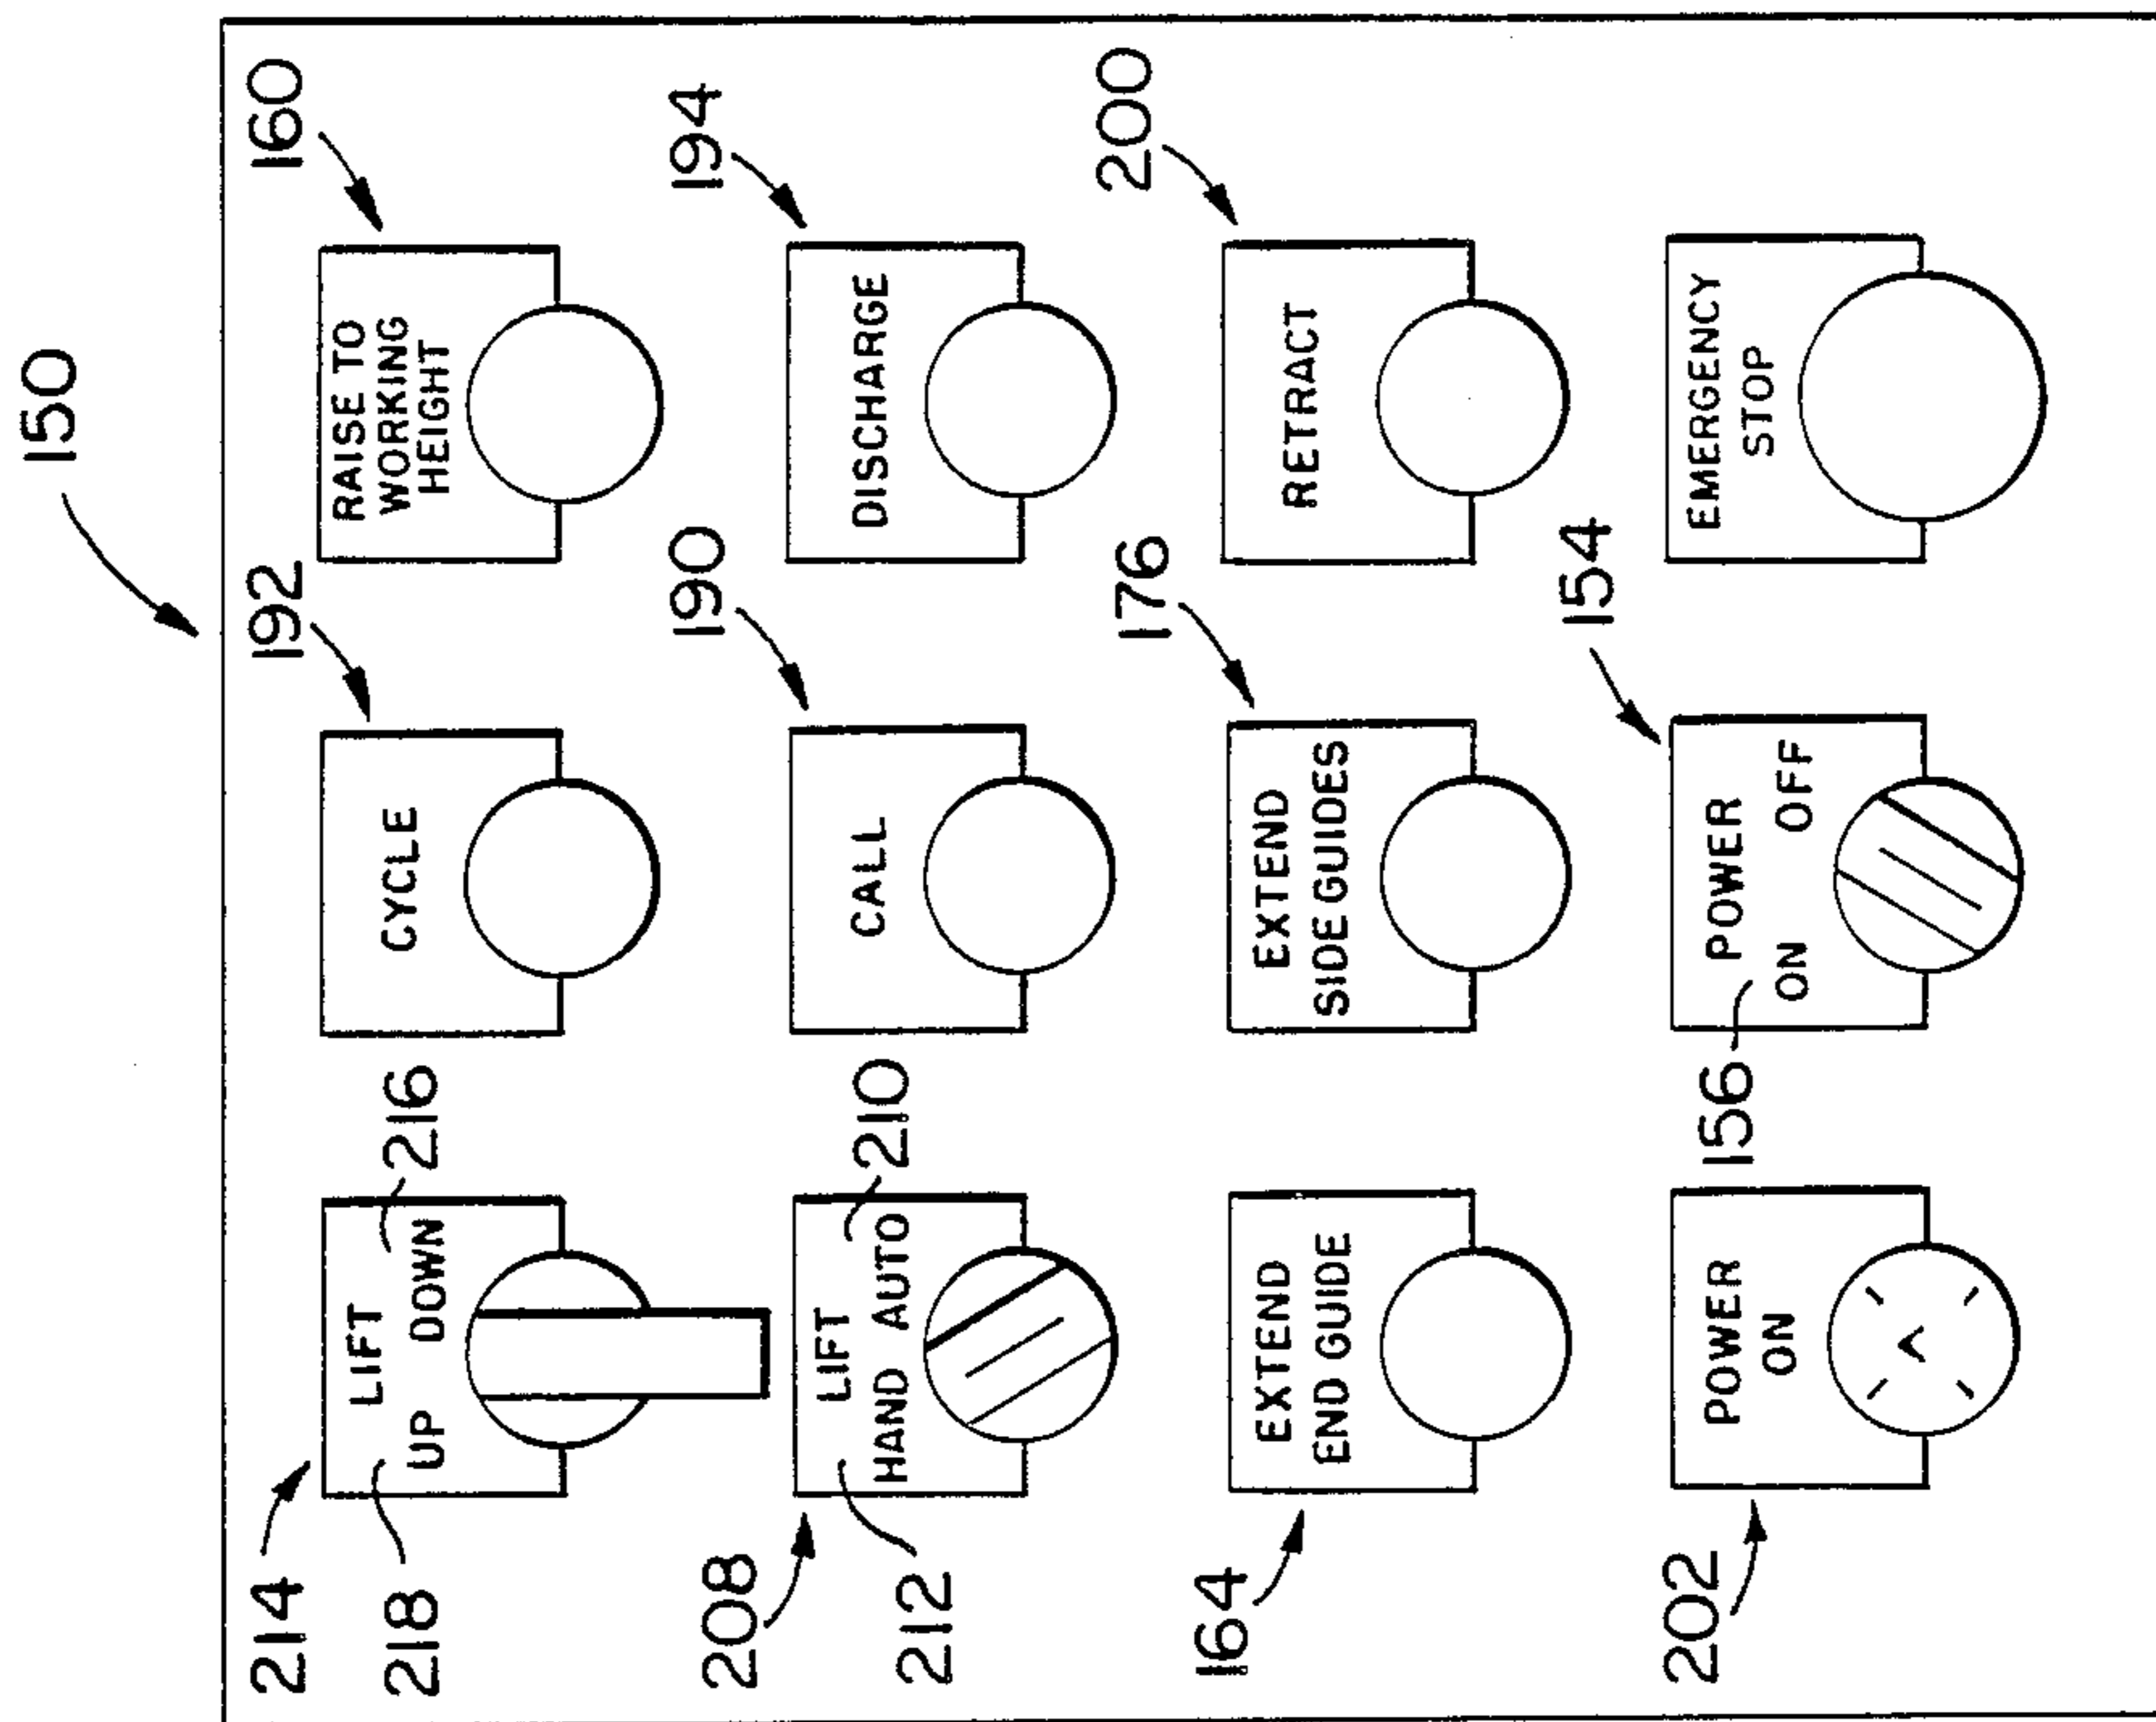 150
214
218
216
LIFT
UP DOWN
192
CYCLE
160
RAISE TO
WORKING
HEIGHT
208
212
210
LIFT
HAND AUTO
190
CALL
194
DISCHARGE
164
EXTEND
END GUIDE
176
EXTEND
SIDE GUIDES
200
RETRACT
202
POWER
ON
156
154
POWER
ON OFF
EMERGENCY
STOP